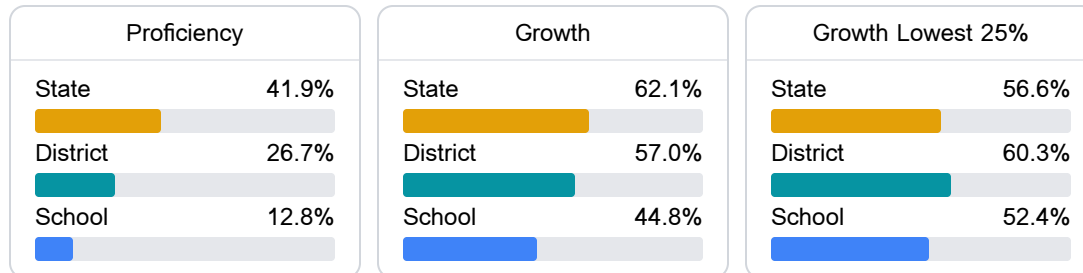 Proficiency
State 41.9%
District 26.7%
School 12.8%
Growth
State 62.1%
District 57.0%
School 44.8%
Growth Lowest 25%
State 56.6%
District 60.3%
School 52.4%